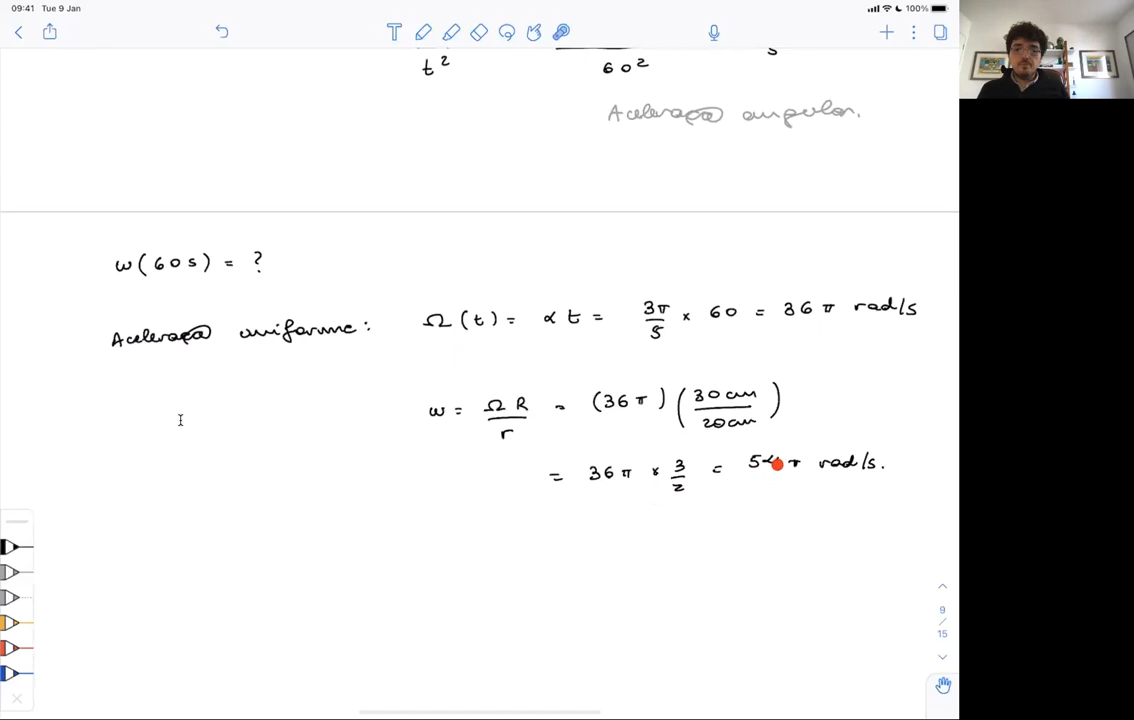 09:41 Tue 9 Jan 100%
t²
60²
s
Aceleração angular.
ω(60s) = ?
Aceleração uniforme: Ω(t) = αt = 3π/5 × 60 = 36π rad/s
ω = ΩR/r = (36π)(30cm/20cm)
= 36π × 3/2 = 54π rad/s.
9
/
15